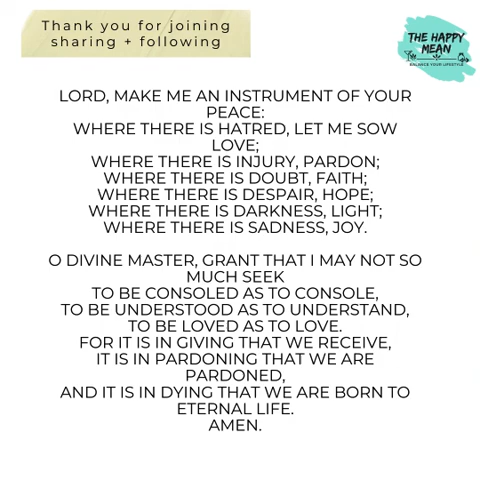 Thank you for joining
sharing + following
THE HAPPY
MEAN
BALANCE YOUR LIFESTYLE
LORD, MAKE ME AN INSTRUMENT OF YOUR
PEACE:
WHERE THERE IS HATRED, LET ME SOW
LOVE;
WHERE THERE IS INJURY, PARDON;
WHERE THERE IS DOUBT, FAITH;
WHERE THERE IS DESPAIR, HOPE;
WHERE THERE IS DARKNESS, LIGHT;
WHERE THERE IS SADNESS, JOY.
O DIVINE MASTER, GRANT THAT I MAY NOT SO
MUCH SEEK
TO BE CONSOLED AS TO CONSOLE,
TO BE UNDERSTOOD AS TO UNDERSTAND,
TO BE LOVED AS TO LOVE.
FOR IT IS IN GIVING THAT WE RECEIVE,
IT IS IN PARDONING THAT WE ARE
PARDONED,
AND IT IS IN DYING THAT WE ARE BORN TO
ETERNAL LIFE.
AMEN.